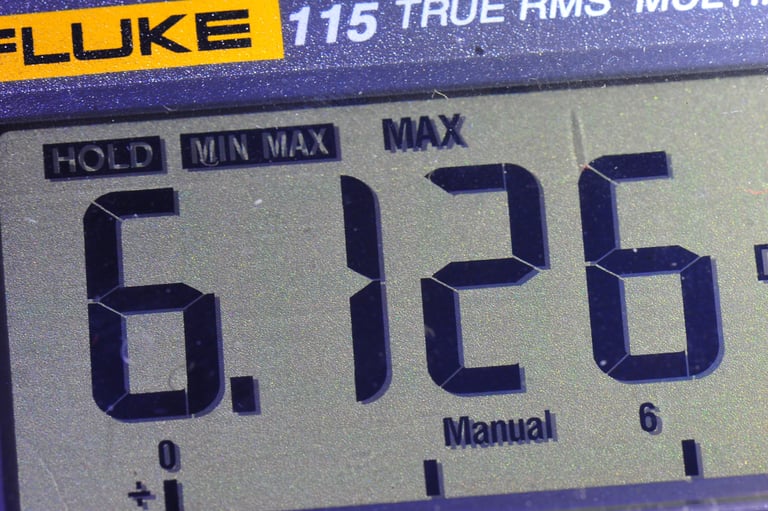 FLUKE 115 TRUE RMS
HOLD MIN MAX MAX
6.126
Manual 6
0
+